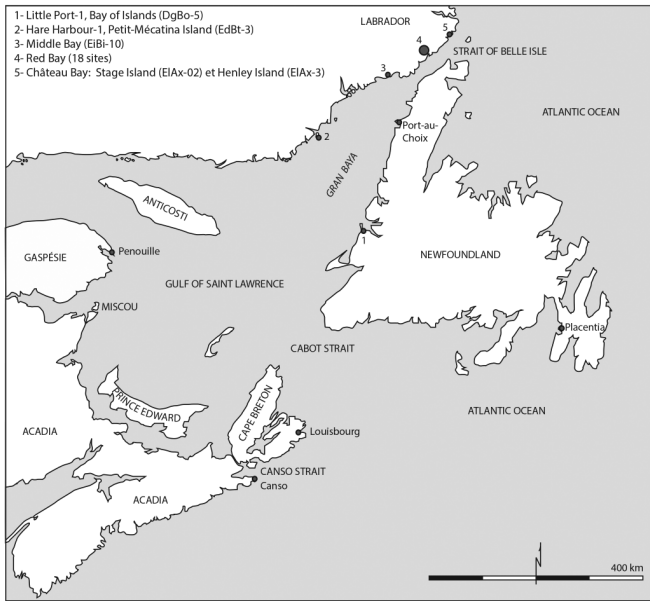 1- Little Port-1, Bay of Islands (DgBo-5)
2- Hare Harbour-1, Petit-Mécatina Island (EdBt-3)
3- Middle Bay (EiBi-10)
4- Red Bay (18 sites)
5- Château Bay: Stage Island (ElAx-02) et Henley Island (ElAx-3)
LABRADOR
5
4
STRAIT OF BELLE ISLE
3
ATLANTIC OCEAN
Port-au-
Choix
2
GRAN BAYA
ANTICOSTI
1
GASPÉSIE
Penouille
NEWFOUNDLAND
GULF OF SAINT LAWRENCE
MISCOU
Placentia
CABOT STRAIT
PRINCE EDWARD
CAPE BRETON
ATLANTIC OCEAN
ACADIA
Louisbourg
CANSO STRAIT
Canso
ACADIA
N
400 km